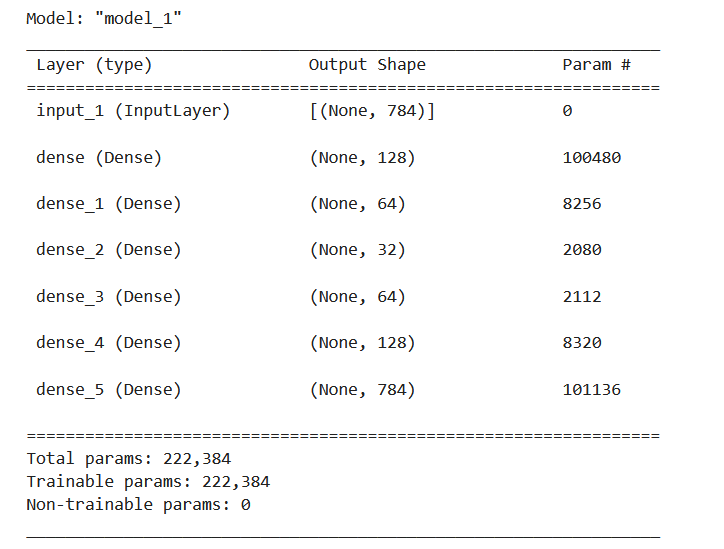 Model: "model_1"
_________________________________________________________________
Layer (type) Output Shape Param #
=================================================================
input_1 (InputLayer) [(None, 784)] 0
dense (Dense) (None, 128) 100480
dense_1 (Dense) (None, 64) 8256
dense_2 (Dense) (None, 32) 2080
dense_3 (Dense) (None, 64) 2112
dense_4 (Dense) (None, 128) 8320
dense_5 (Dense) (None, 784) 101136
=================================================================
Total params: 222,384
Trainable params: 222,384
Non-trainable params: 0
_________________________________________________________________